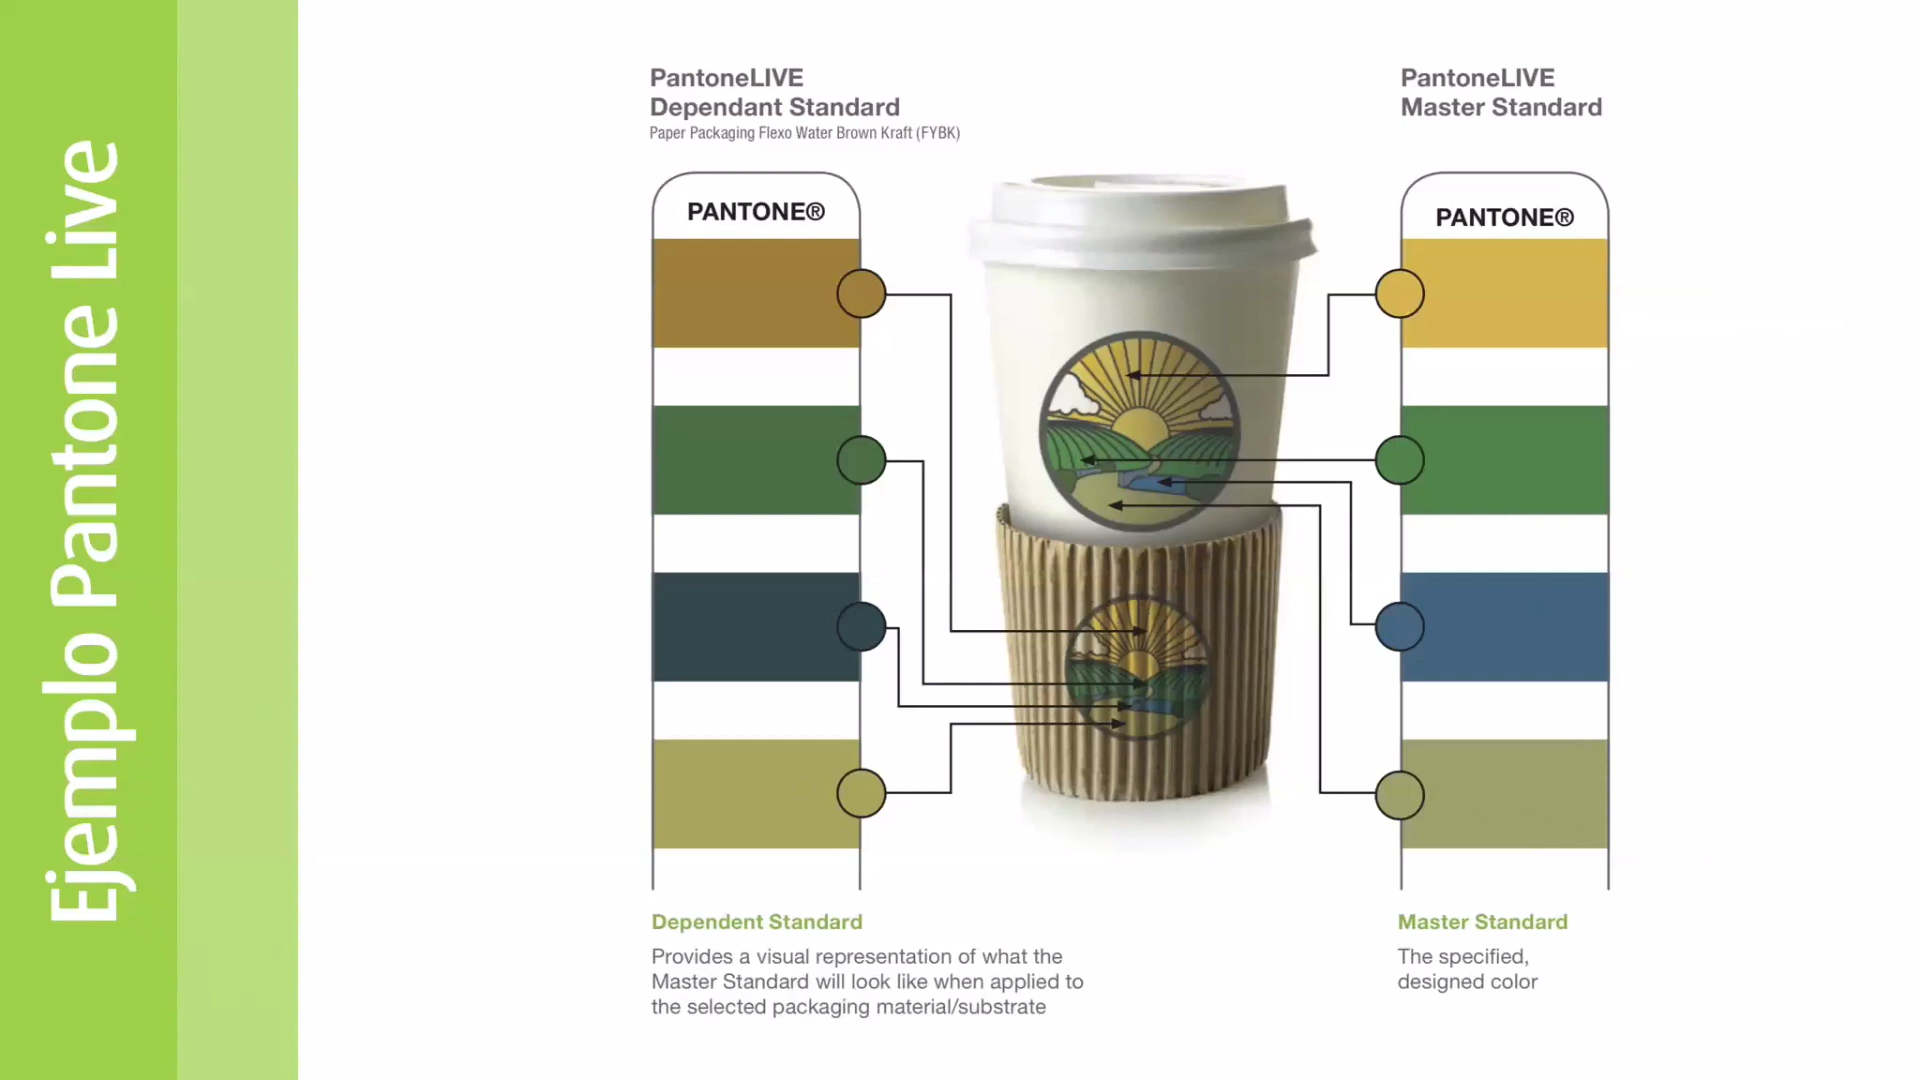 Ejemplo Pantone Live
PantoneLIVE
Dependant Standard
Paper Packaging Flexo Water Brown Kraft (FYBK)
PANTONE®
PantoneLIVE
Master Standard
PANTONE®
Dependent Standard
Provides a visual representation of what the
Master Standard will look like when applied to
the selected packaging material/substrate
Master Standard
The specified,
designed color